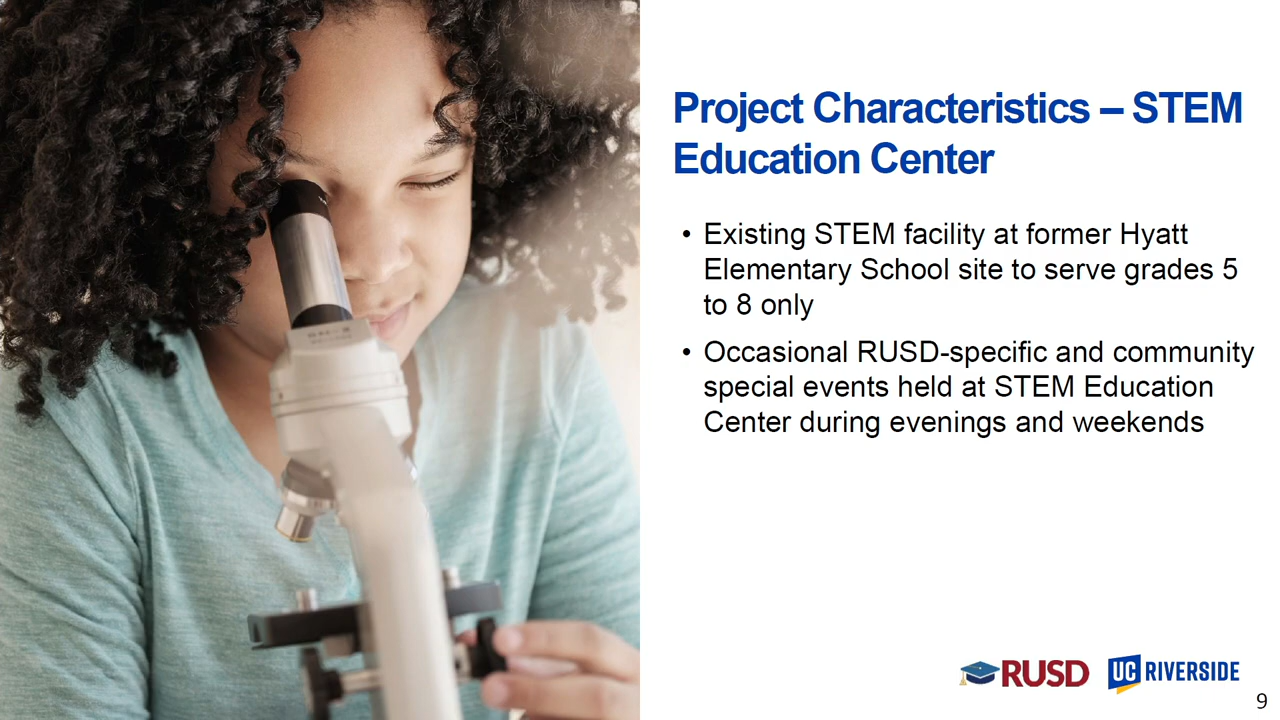 Project Characteristics – STEM
Education Center
• Existing STEM facility at former Hyatt
Elementary School site to serve grades 5
to 8 only
• Occasional RUSD-specific and community
special events held at STEM Education
Center during evenings and weekends
RUSD
UC RIVERSIDE
9